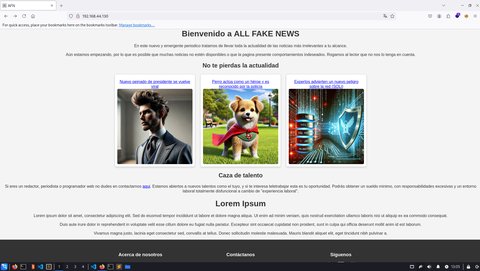 AFN
192.168.44.130
For quick access, place your bookmarks here on the bookmarks toolbar. Manage bookmarks...
Bienvenido a ALL FAKE NEWS
En este nuevo y emergente periodico tratamos de llevar toda la actualidad de las noticias más irrelevantes a tu alcance.
Aún estamos empezando, por lo que es posible que muchas noticias no estén disponibles o que la pagina presente comportamientos indeseados. Rogamos al lector que no nos lo tenga en cuenta.
No te pierdas la actualidad
Nuevo peinado de presidente se vuelve
viral
Perro actúa como un héroe y es
reconocido por la policía
Expertos advierten un nuevo peligro
sobre la red (SQLi)
Caza de talento
Si eres un redactor, periodista o programador web no dudes en contactarnos aquí. Estamos abiertos a nuevos talentos como el tuyo, y si te interesa teletrabajar esta es tu oportunidad. Podrás obtener un sueldo mínimo, con responsabilidades excesivas y un entorno
laboral totalmente disfuncional a cambio de "experiencia laboral".
Lorem Ipsum
Lorem ipsum dolor sit amet, consectetur adipiscing elit. Sed do eiusmod tempor incididunt ut labore et dolore magna aliqua. Ut enim ad minim veniam, quis nostrud exercitation ullamco laboris nisi ut aliquip ex ea commodo consequat.
Duis aute irure dolor in reprehenderit in voluptate velit esse cillum dolore eu fugiat nulla pariatur. Excepteur sint occaecat cupidatat non proident, sunt in culpa qui officia deserunt mollit anim id est laborum.
Vivamus magna justo, lacinia eget consectetur sed, convallis at tellus. Donec sollicitudin molestie malesuada. Mauris blandit aliquet elit, eget tincidunt nibh pulvinar a.
Acerca de nosotros
Contáctanos
Síguenos
1 2 3 4